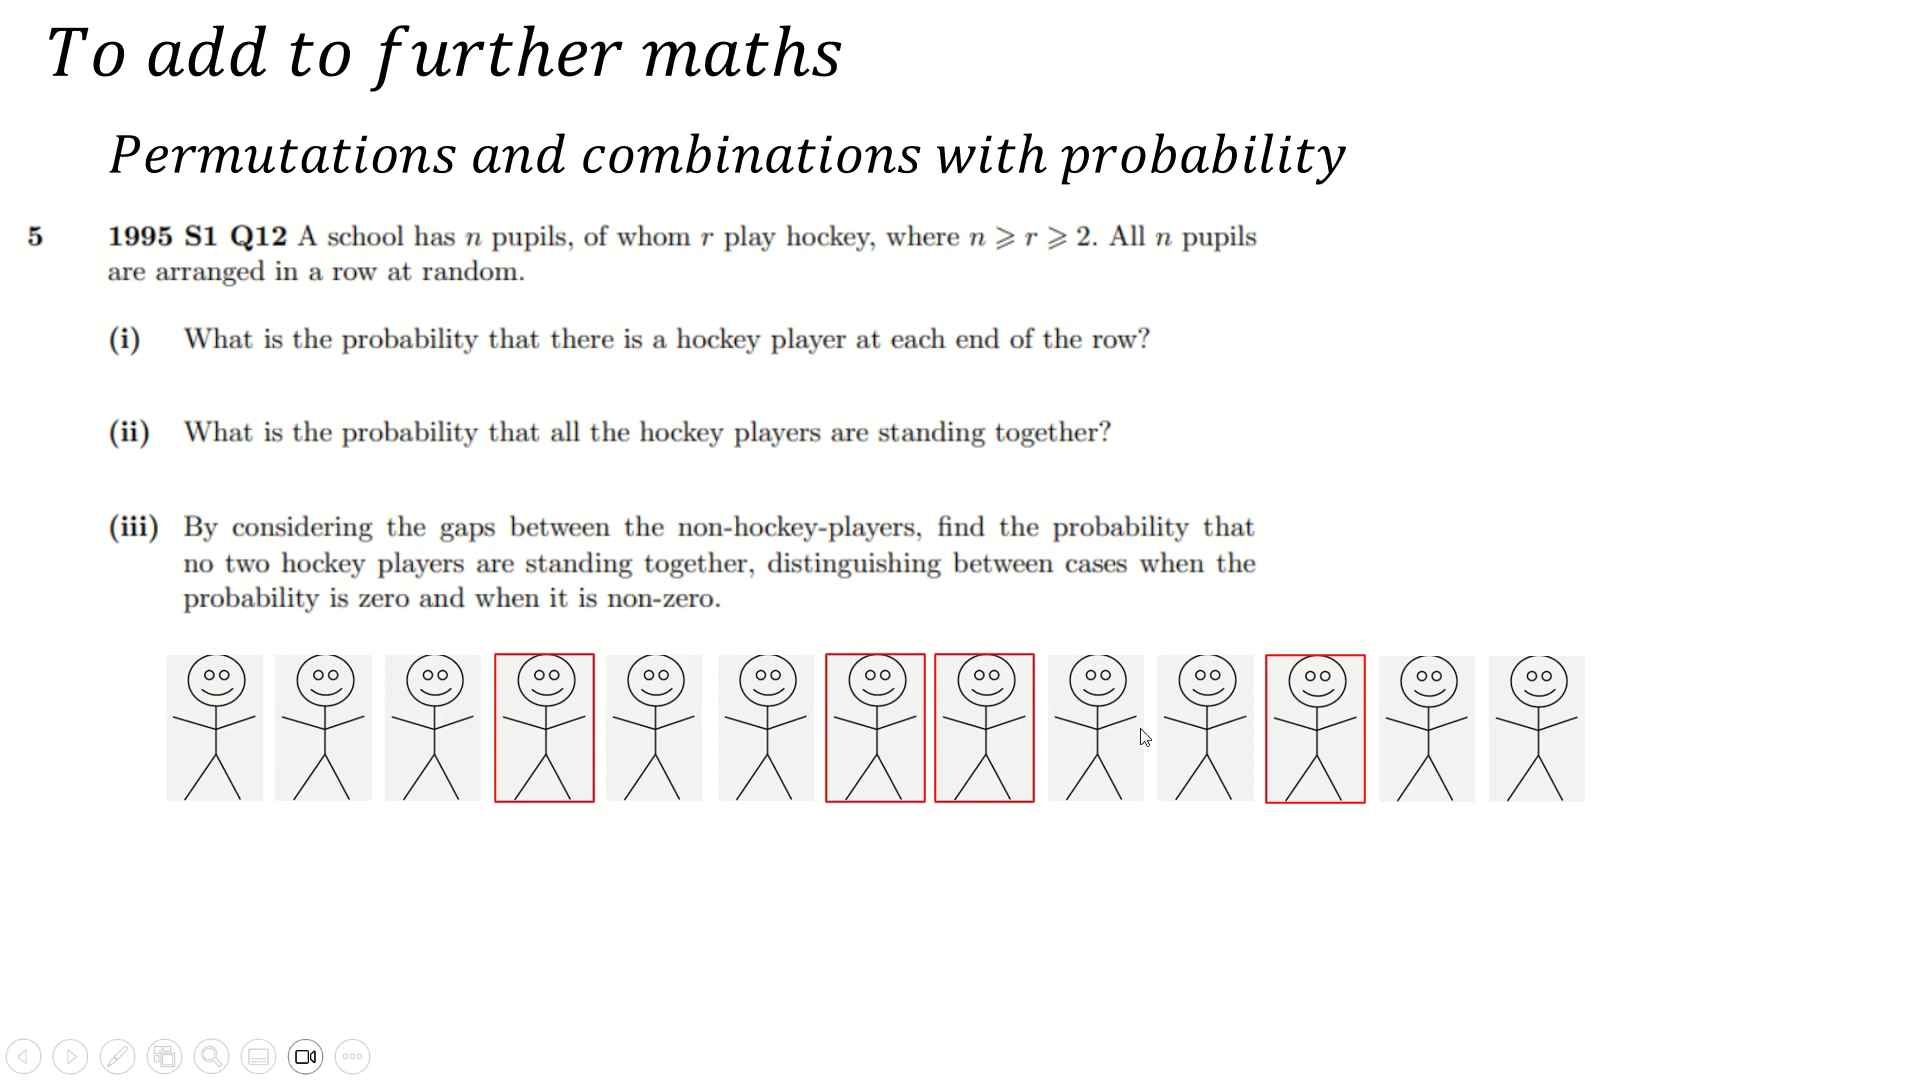 To add to further maths
Permutations and combinations with probability
5 1995 S1 Q12 A school has n pupils, of whom r play hockey, where n ⩾ r ⩾ 2. All n pupils
are arranged in a row at random.
(i) What is the probability that there is a hockey player at each end of the row?
(ii) What is the probability that all the hockey players are standing together?
(iii) By considering the gaps between the non-hockey-players, find the probability that
no two hockey players are standing together, distinguishing between cases when the
probability is zero and when it is non-zero.